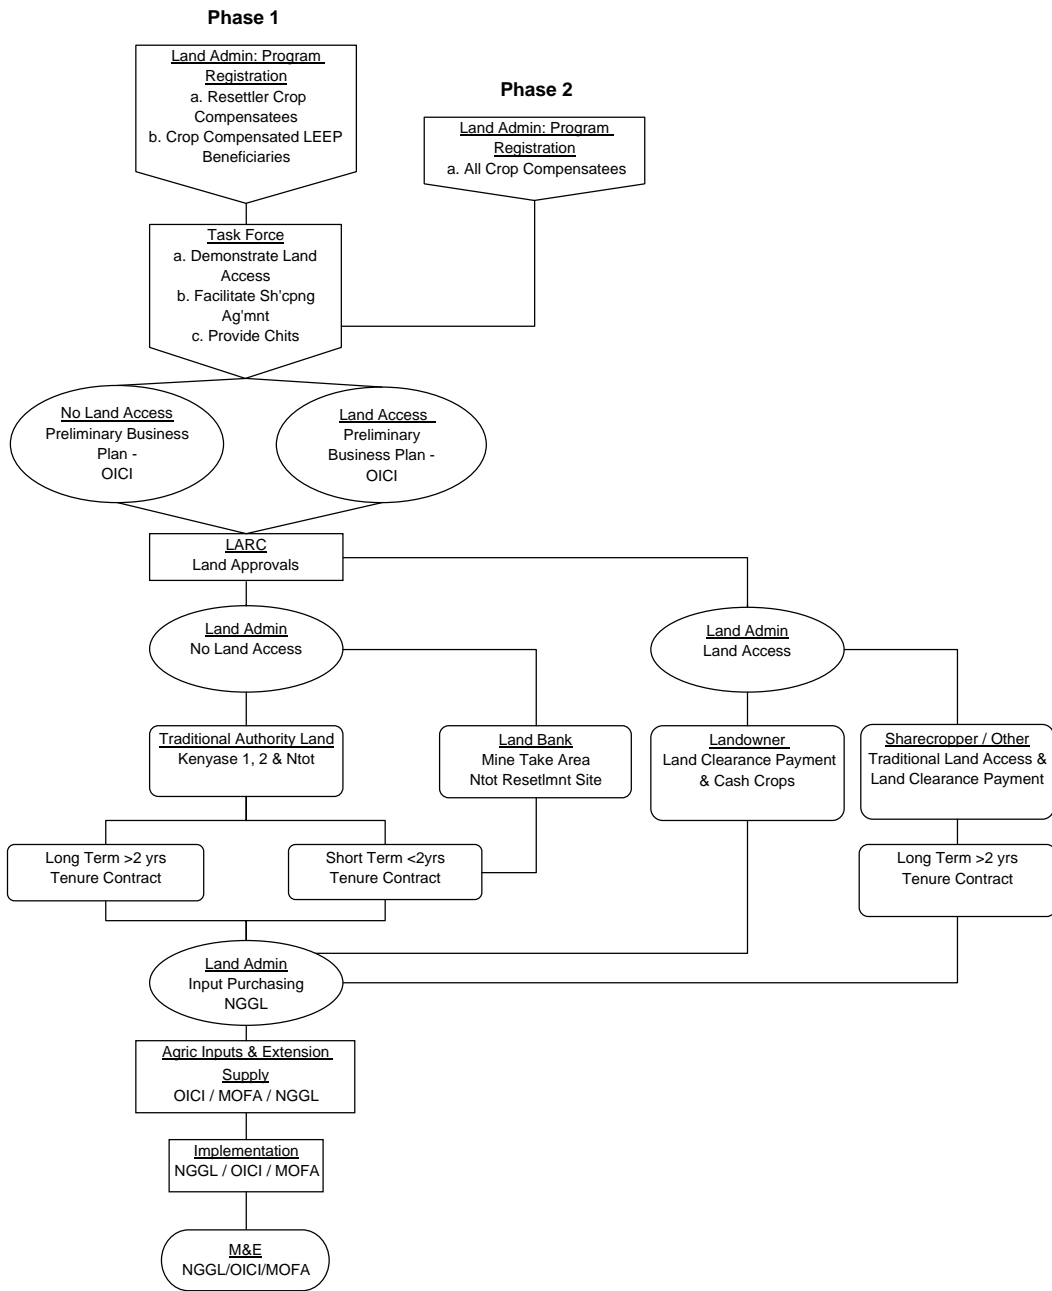 Phase 1
Land Admin: Program
Registration
a. Resettler Crop
Compensatees
b. Crop Compensated LEEP
Beneficiaries
Phase 2
Land Admin: Program
Registration
a. All Crop Compensatees
Task Force
a. Demonstrate Land
Access
b. Facilitate Sh'cpng
Ag'mnt
c. Provide Chits
No Land Access
Preliminary Business
Plan -
OICI
Land Access
Preliminary
Business Plan -
OICI
LARC
Land Approvals
Land Admin
No Land Access
Land Admin
Land Access
Traditional Authority Land
Kenyase 1, 2 & Ntot
Land Bank
Mine Take Area
Ntot Resetlmnt Site
Landowner
Land Clearance Payment
& Cash Crops
Sharecropper / Other
Traditional Land Access &
Land Clearance Payment
Long Term >2 yrs
Tenure Contract
Short Term <2yrs
Tenure Contract
Long Term >2 yrs
Tenure Contract
Land Admin
Input Purchasing
NGGL
Agric Inputs & Extension
Supply
OICI / MOFA / NGGL
Implementation
NGGL / OICI / MOFA
M&E
NGGL/OICI/MOFA